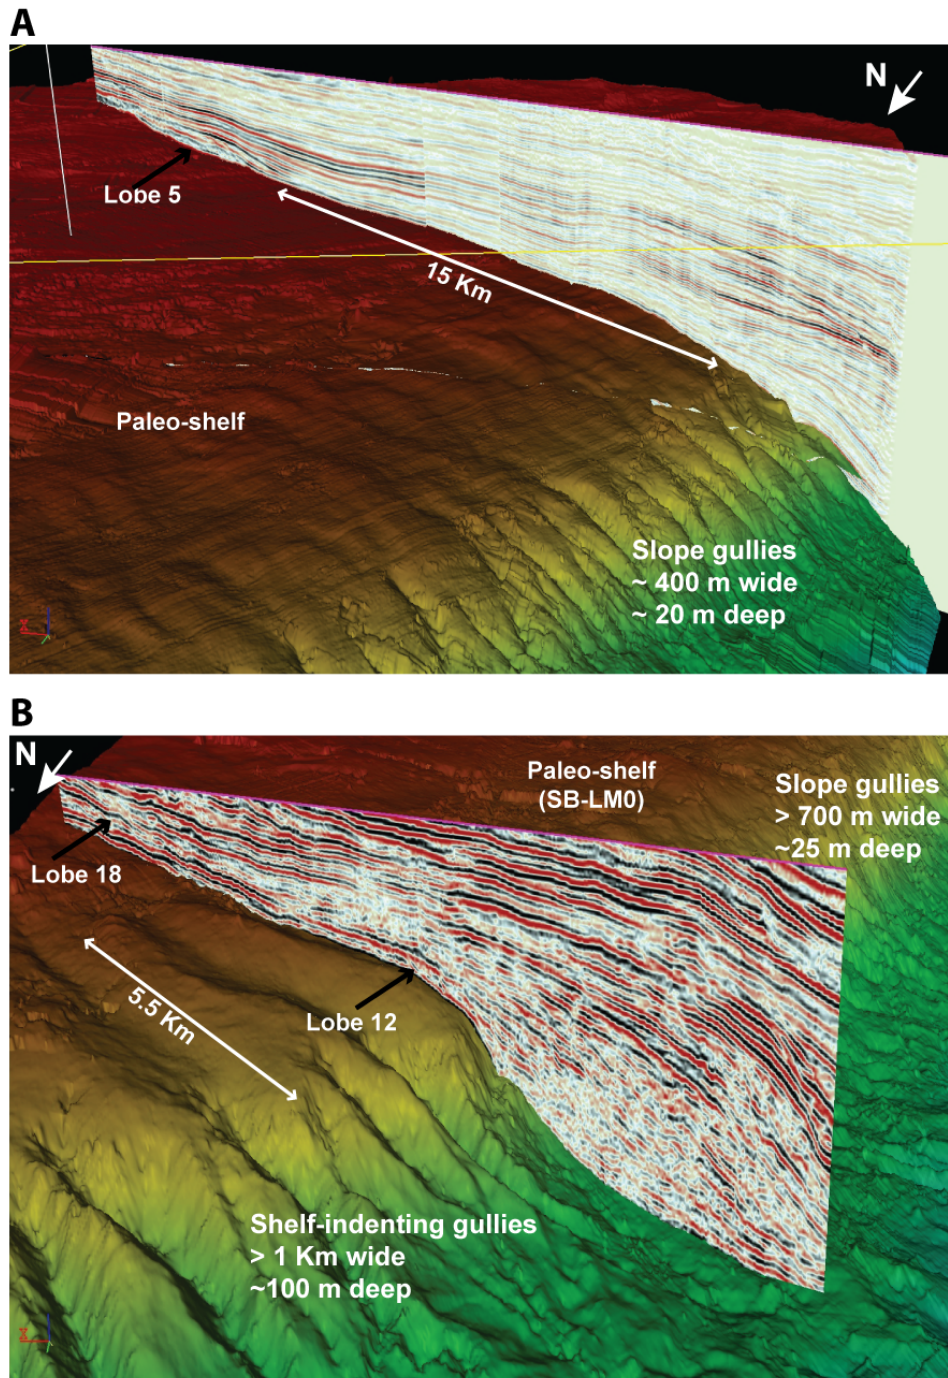 A
N
Lobe 5
15 Km
Paleo-shelf
Slope gullies
~ 400 m wide
~ 20 m deep
X
B
N
Paleo-shelf
(SB-LM0)
Slope gullies
> 700 m wide
~25 m deep
Lobe 18
5.5 Km
Lobe 12
Shelf-indenting gullies
> 1 Km wide
~100 m deep
X